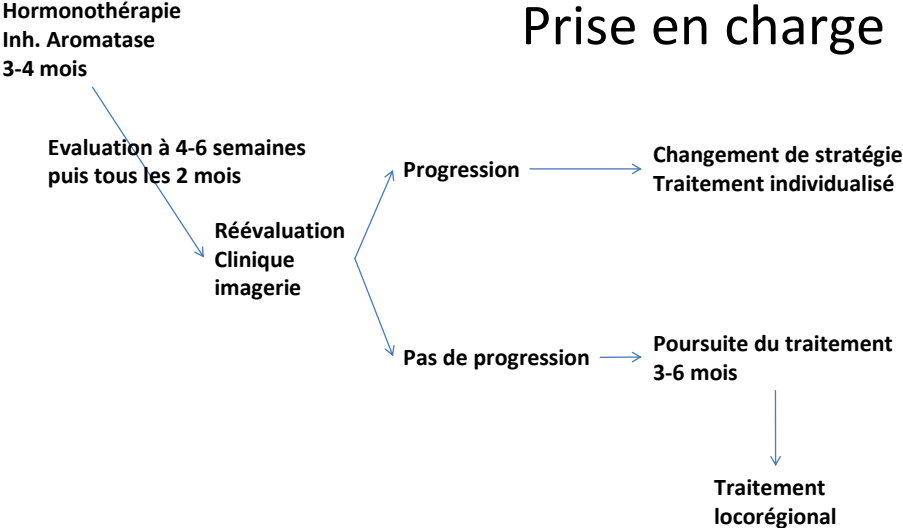 Prise en charge
Hormonothérapie
Inh. Aromatase
3-4 mois
Evaluation à 4-6 semaines
puis tous les 2 mois
Réévaluation
Clinique
imagerie
Progression
Changement de stratégie
Traitement individualisé
Pas de progression
Poursuite du traitement
3-6 mois
Traitement
locorégional